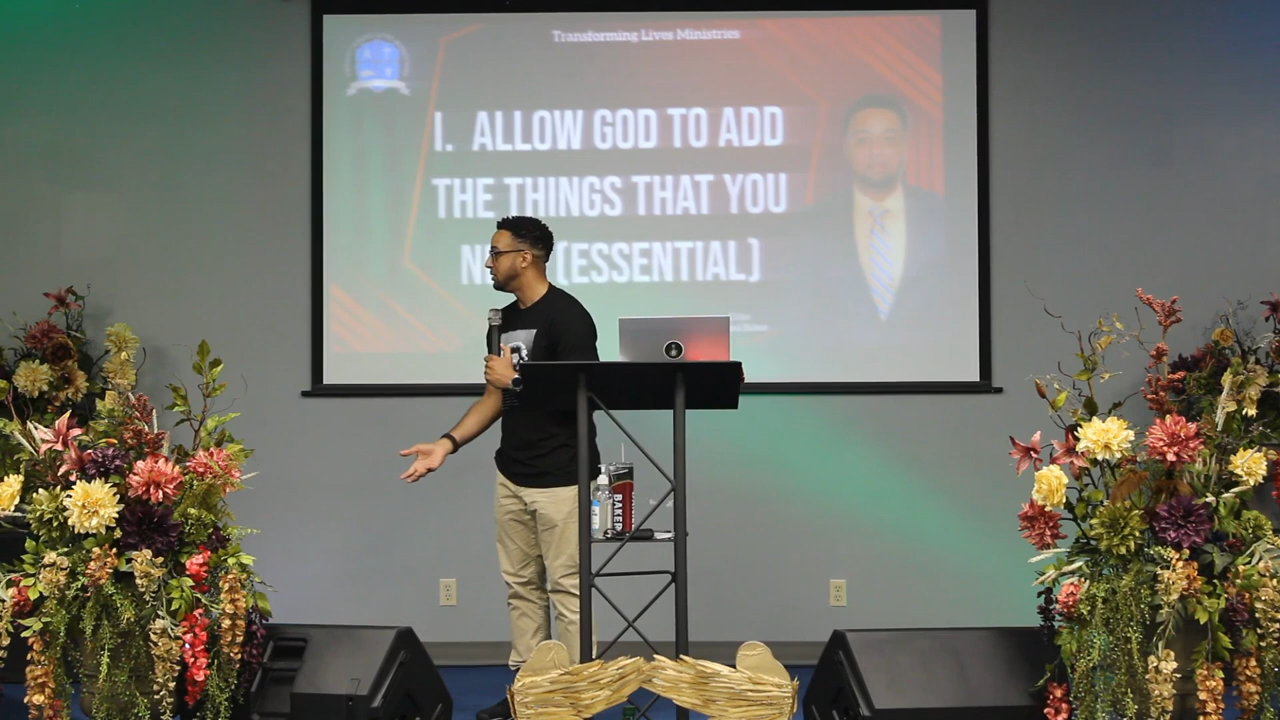 Transforming Lives Ministries
I. ALLOW GOD TO ADD
THE THINGS THAT YOU
(ESSENTIAL)
BAKER